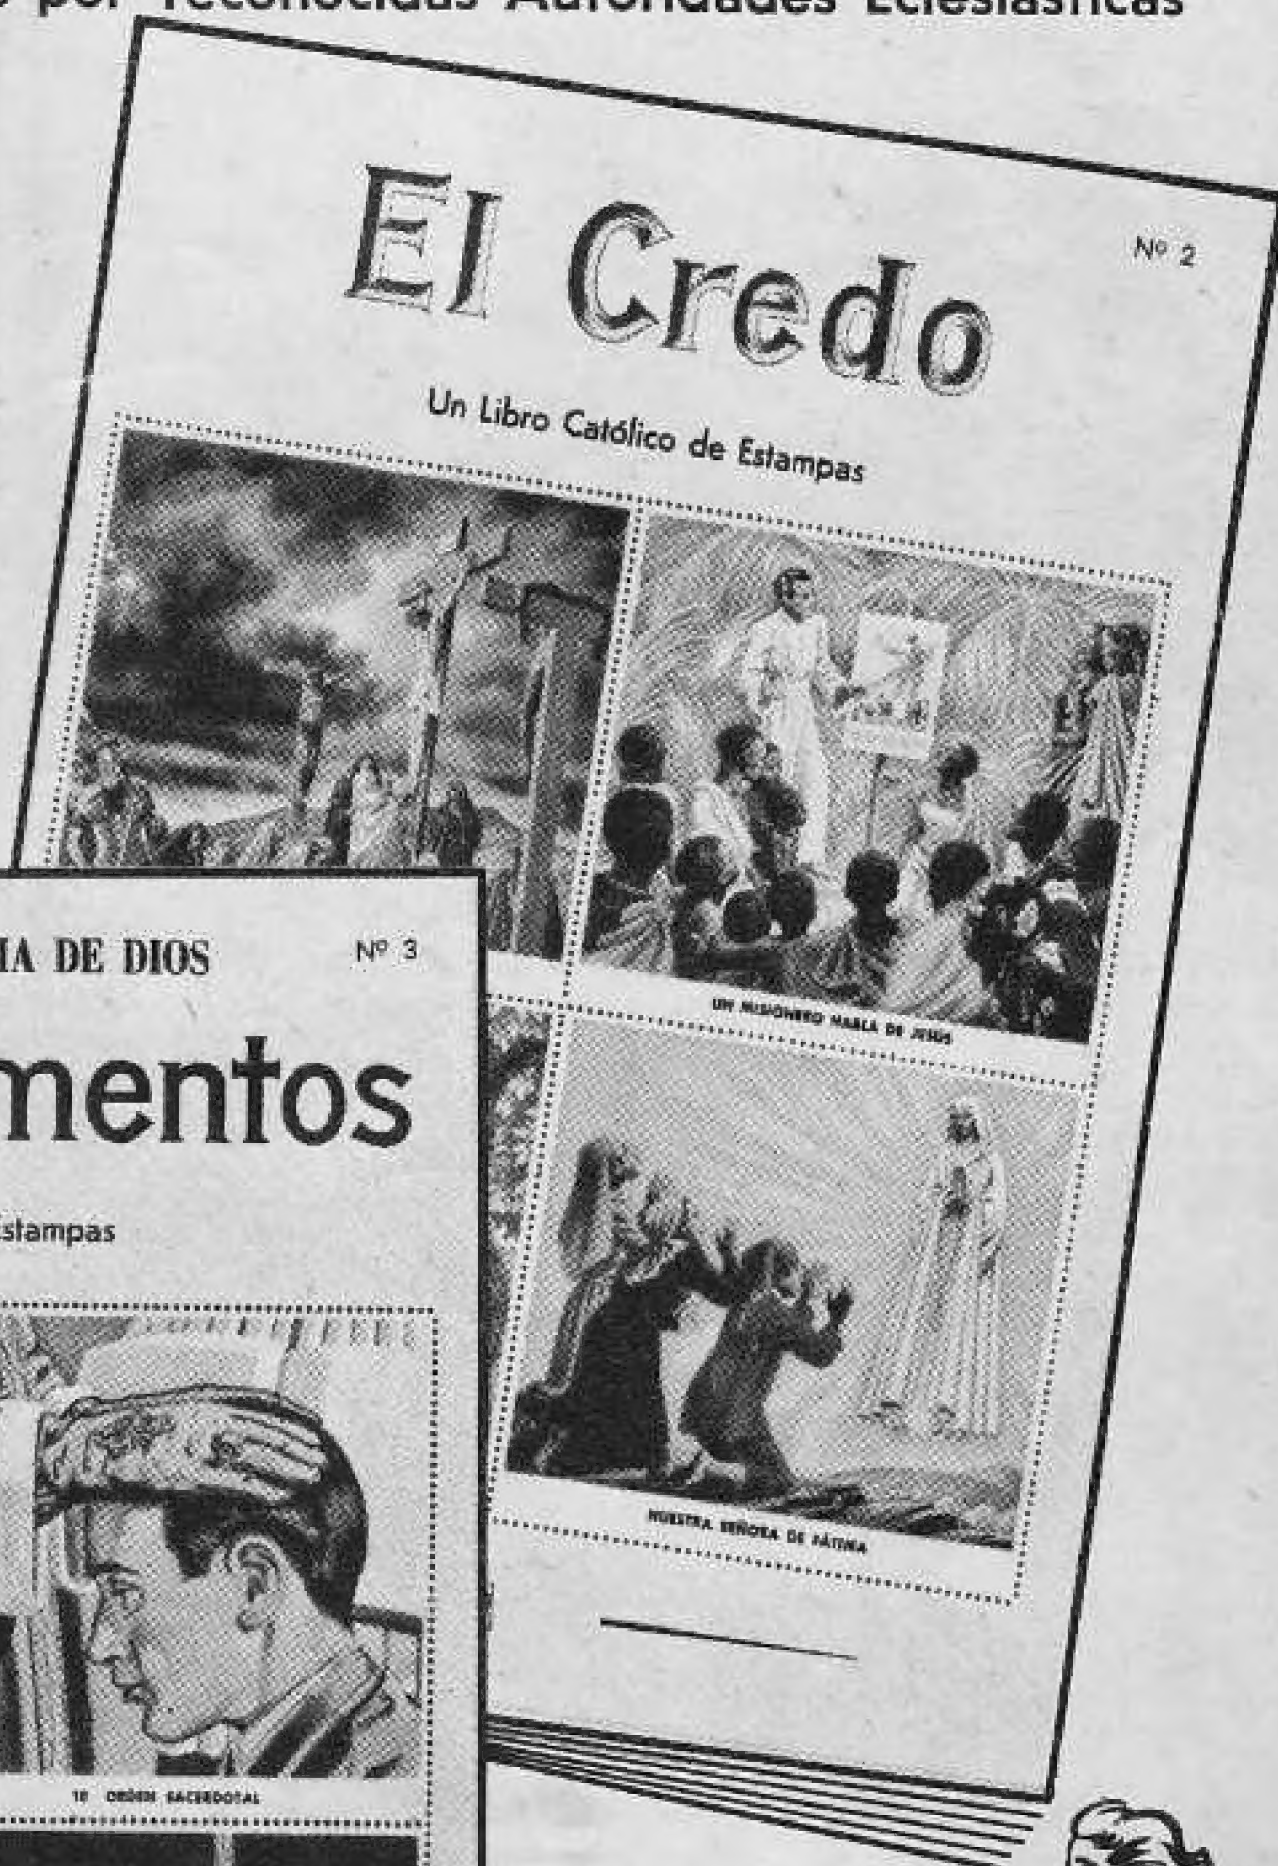 por reconocidas Autoridades Eclesiásticas
El Credo
Nº 2
Un Libro Católico de Estampas
UN MISIONERO HABLA DE JESUS
NUESTRA SEÑORA DE FÁTIMA
DE DIOS
Nº 3
mentos
stampas
18 ORDEN SACERDOTAL